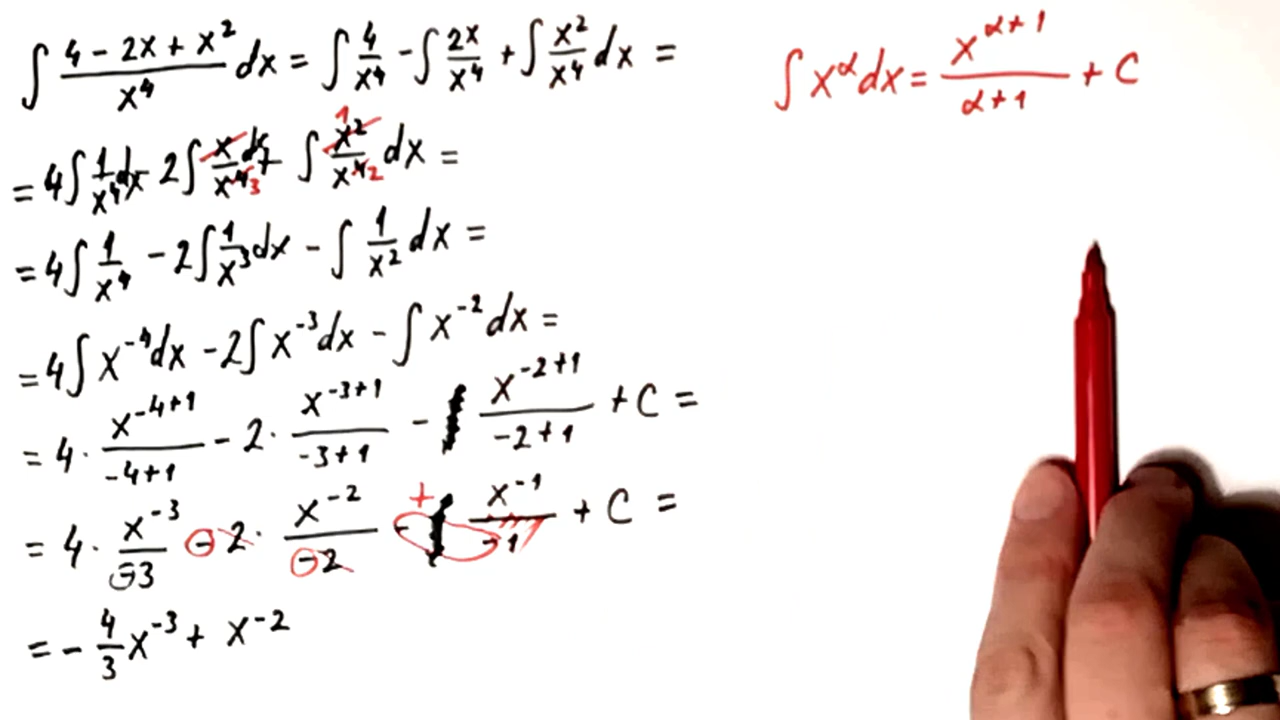 ∫ (4 - 2x + x²)/x⁴ dx = ∫ 4/x⁴ - ∫ 2x/x⁴ + ∫ x²/x⁴ dx =
∫ x^α dx = x^(α+1)/(α+1) + C
= 4∫ 1/x⁴ dx - 2∫ x/x⁴ 3 dx + ∫ 1 x²/x⁴ 2 dx =
= 4∫ 1/x⁴ - 2∫ 1/x³ dx - ∫ 1/x² dx =
= 4∫ x⁻⁴ dx - 2∫ x⁻³ dx - ∫ x⁻² dx =
= 4 · x^(-4+1)/(-4+1) - 2 · x^(-3+1)/(-3+1) - x^(-2+1)/(-2+1) + C =
= 4 · x⁻³/(-3) - 2 · x⁻²/(-2) - + x⁻¹/(-1) + C =
= - 4/3 x⁻³ + x⁻²